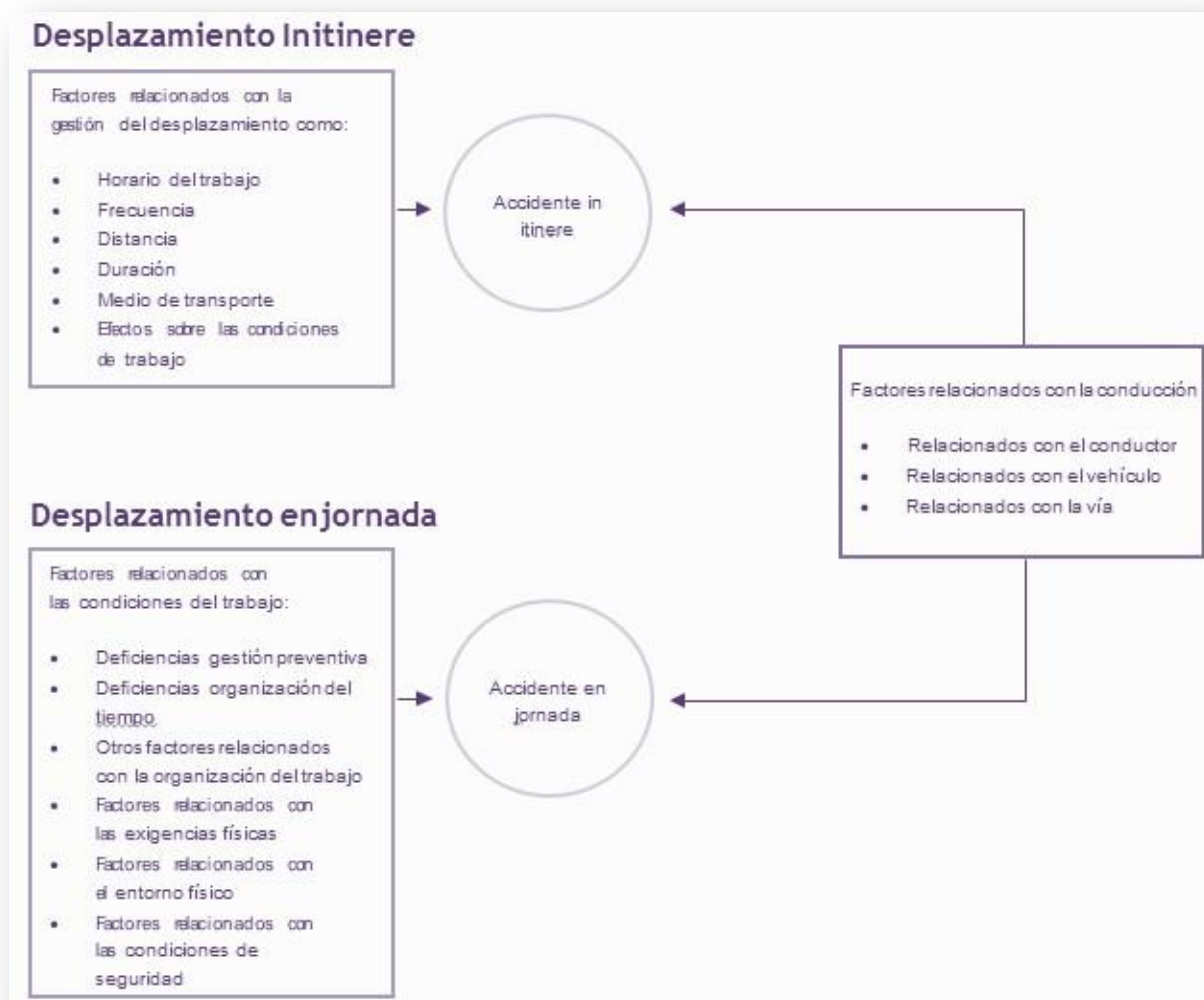 Desplazamiento Initinere
Factores relacionados con la
gestión del desplazamiento como:
• Horario del trabajo
• Frecuencia
• Distancia
• Duración
• Medio de transporte
• Efectos sobre las condiciones
de trabajo
Accidente in
itinere
Factores relacionados con la conducción
• Relacionados con el conductor
• Relacionados con el vehículo
• Relacionados con la vía
Desplazamiento en jornada
Factores relacionados con
las condiciones del trabajo:
• Deficiencias gestión preventiva
• Deficiencias organización del
tiempo
• Otros factores relacionados
con la organización del trabajo
• Factores relacionados con
las exigencias físicas
• Factores relacionados con
el entorno físico
• Factores relacionados con
las condiciones de
seguridad
Accidente en
jornada